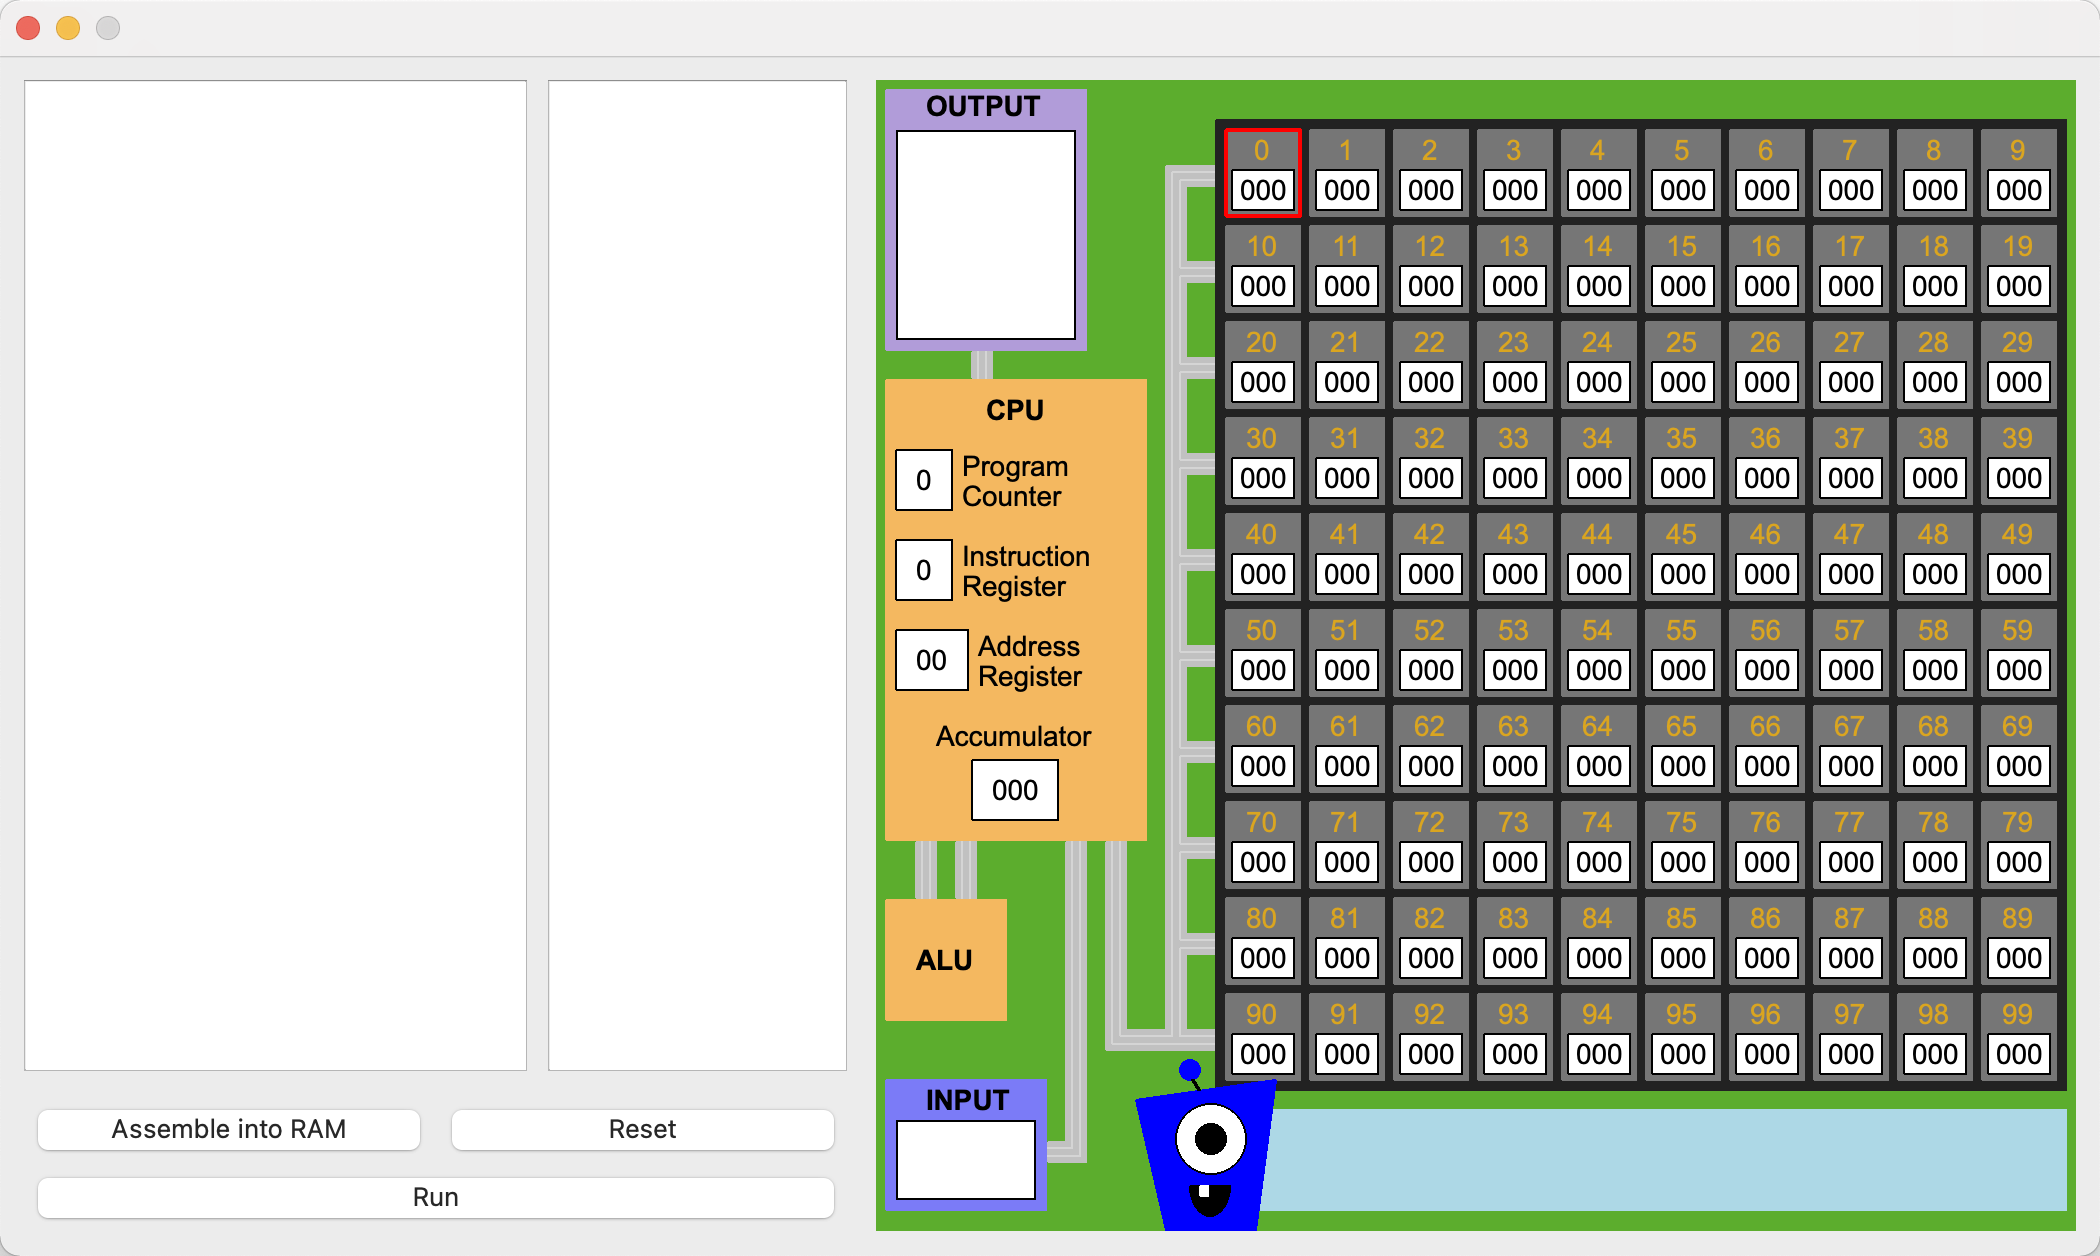 OUTPUT
CPU
0 Program
Counter
0 Instruction
Register
00 Address
Register
Accumulator
000
ALU
INPUT
0 1 2 3 4 5 6 7 8 9
000 000 000 000 000 000 000 000 000 000
10 11 12 13 14 15 16 17 18 19
000 000 000 000 000 000 000 000 000 000
20 21 22 23 24 25 26 27 28 29
000 000 000 000 000 000 000 000 000 000
30 31 32 33 34 35 36 37 38 39
000 000 000 000 000 000 000 000 000 000
40 41 42 43 44 45 46 47 48 49
000 000 000 000 000 000 000 000 000 000
50 51 52 53 54 55 56 57 58 59
000 000 000 000 000 000 000 000 000 000
60 61 62 63 64 65 66 67 68 69
000 000 000 000 000 000 000 000 000 000
70 71 72 73 74 75 76 77 78 79
000 000 000 000 000 000 000 000 000 000
80 81 82 83 84 85 86 87 88 89
000 000 000 000 000 000 000 000 000 000
90 91 92 93 94 95 96 97 98 99
000 000 000 000 000 000 000 000 000 000
Assemble into RAM
Reset
Run